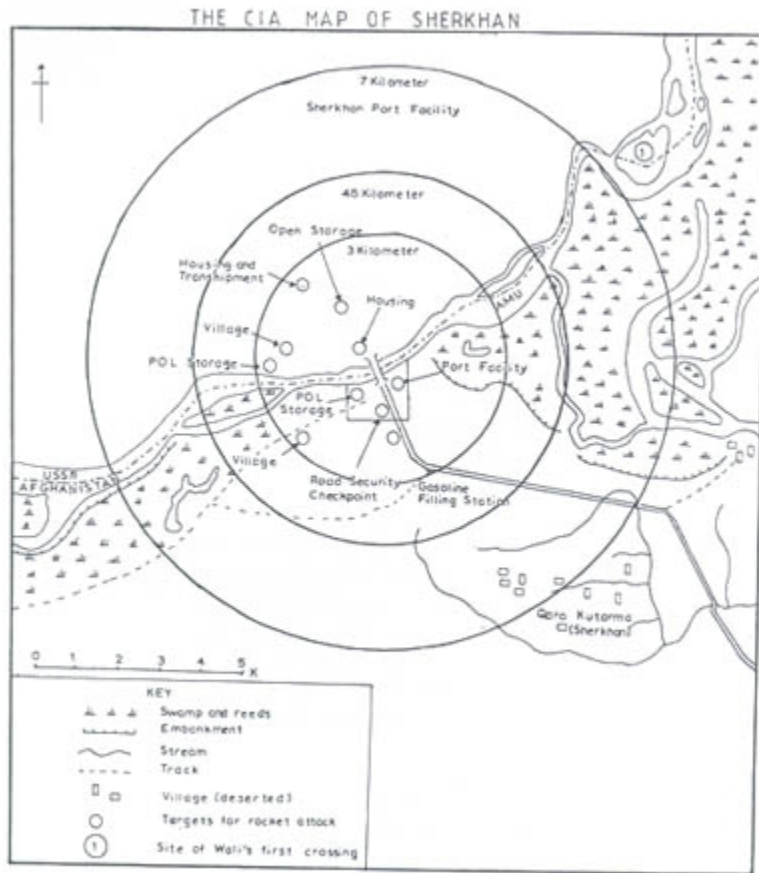 THE CIA MAP OF SHERKHAN
7 Kilometer
Sherkhan Port Facility
4.5 Kilometer
Open Storage
3 Kilometer
Housing and
Transhipment
Housing
AMU
Village
POL Storage
Port Facility
POL
Storage
Village
Road Security
Checkpoint
Gasoline
Filling Station
USSR
AFGHANISTAN
Qara Kutarma
(Sherkhan)
1
0 1 2 3 4 5
K
KEY
Swamp and reeds
Embankment
Stream
Track
Village (deserted)
Targets for rocket attack
1 Site of Wali's first crossing